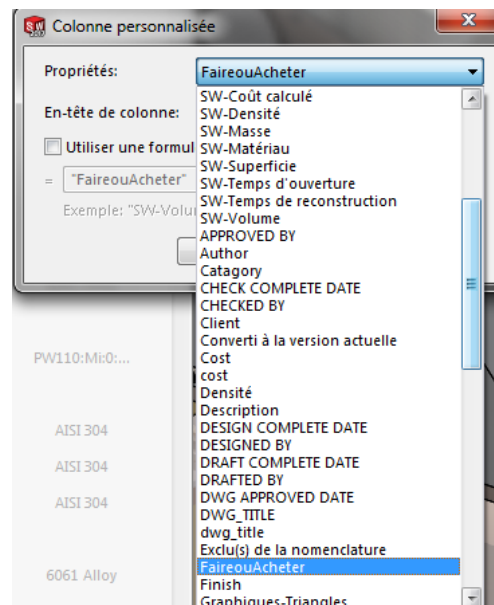 Colonne personnalisée
Propriétés:
FaireouAcheter
En-tête de colonne:
Utiliser une formul
= "FaireouAcheter"
Exemple: "SW-Volu
SW-Coût calculé
SW-Densité
SW-Masse
SW-Matériau
SW-Superficie
SW-Temps d'ouverture
SW-Temps de reconstruction
SW-Volume
APPROVED BY
Author
Catagory
CHECK COMPLETE DATE
CHECKED BY
Client
Converti à la version actuelle
Cost
cost
Densité
Description
DESIGN COMPLETE DATE
DESIGNED BY
DRAFT COMPLETE DATE
DRAFTED BY
DWG APPROVED DATE
DWG_TITLE
dwg_title
Exclu(s) de la nomenclature
FaireouAcheter
Finish
Graphiques-Triangles
PW110:Mi:0:...
AISI 304
AISI 304
AISI 304
6061 Alloy